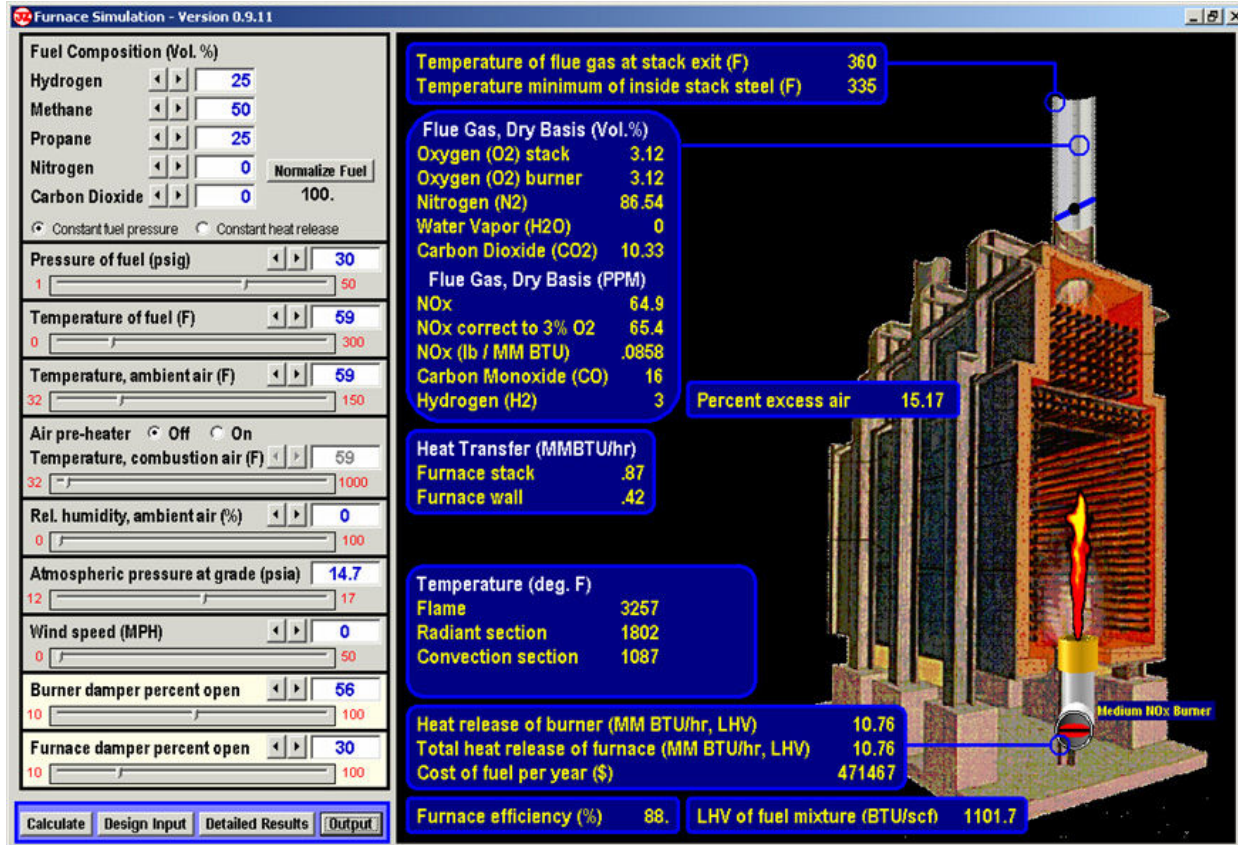 Furnace Simulation - Version 0.9.11
Fuel Composition (Vol. %)
Hydrogen 25
Methane 50
Propane 25
Nitrogen 0 Normalize Fuel
Carbon Dioxide 0 100.
Constant fuel pressure Constant heat release
Pressure of fuel (psig) 30
1 50
Temperature of fuel (F) 59
0 300
Temperature, ambient air (F) 59
32 150
Air pre-heater Off On
Temperature, combustion air (F) 59
32 1000
Rel. humidity, ambient air (%) 0
0 100
Atmospheric pressure at grade (psia) 14.7
12 17
Wind speed (MPH) 0
0 50
Burner damper percent open 56
10 100
Furnace damper percent open 30
10 100
Calculate Design Input Detailed Results Output
Temperature of flue gas at stack exit (F) 360
Temperature minimum of inside stack steel (F) 335
Flue Gas, Dry Basis (Vol.%)
Oxygen (O2) stack 3.12
Oxygen (O2) burner 3.12
Nitrogen (N2) 86.54
Water Vapor (H2O) 0
Carbon Dioxide (CO2) 10.33
Flue Gas, Dry Basis (PPM)
NOx 64.9
NOx correct to 3% O2 65.4
NOx (lb / MM BTU) .0858
Carbon Monoxide (CO) 16
Hydrogen (H2) 3
Percent excess air 15.17
Heat Transfer (MMBTU/hr)
Furnace stack .87
Furnace wall .42
Temperature (deg. F)
Flame 3257
Radiant section 1802
Convection section 1087
Medium NOx Burner
Heat release of burner (MM BTU/hr, LHV) 10.76
Total heat release of furnace (MM BTU/hr, LHV) 10.76
Cost of fuel per year ($) 471467
Furnace efficiency (%) 88.
LHV of fuel mixture (BTU/scf) 1101.7